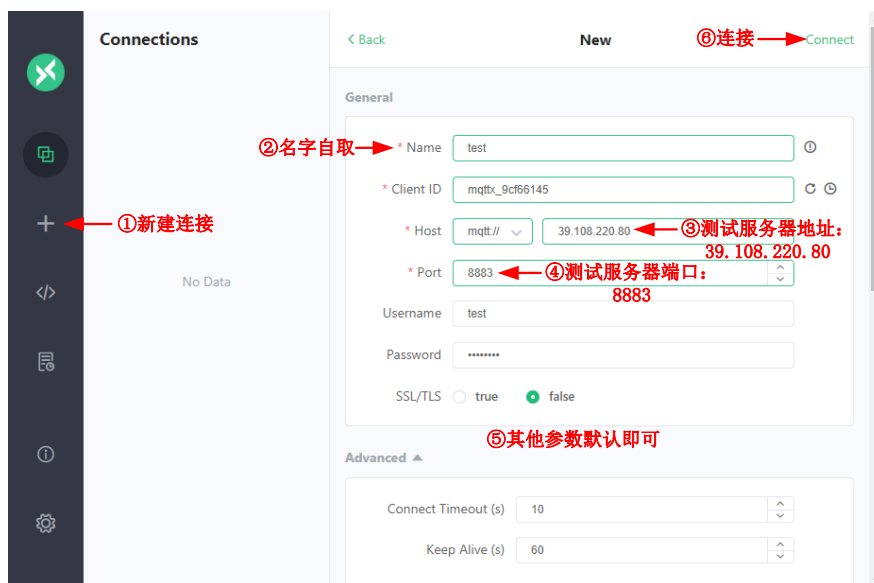 Connections
Back
New
⑥连接
Connect
General
②名字自取
* Name
test
* Client ID
mqttx_9cf66145
* Host
mqtt://
39.108.220.80
③测试服务器地址：
39.108.220.80
①新建连接
* Port
8883
④测试服务器端口：
8883
No Data
Username
test
Password
••••••••
SSL/TLS
true
false
⑤其他参数默认即可
Advanced
Connect Timeout (s)
10
Keep Alive (s)
60